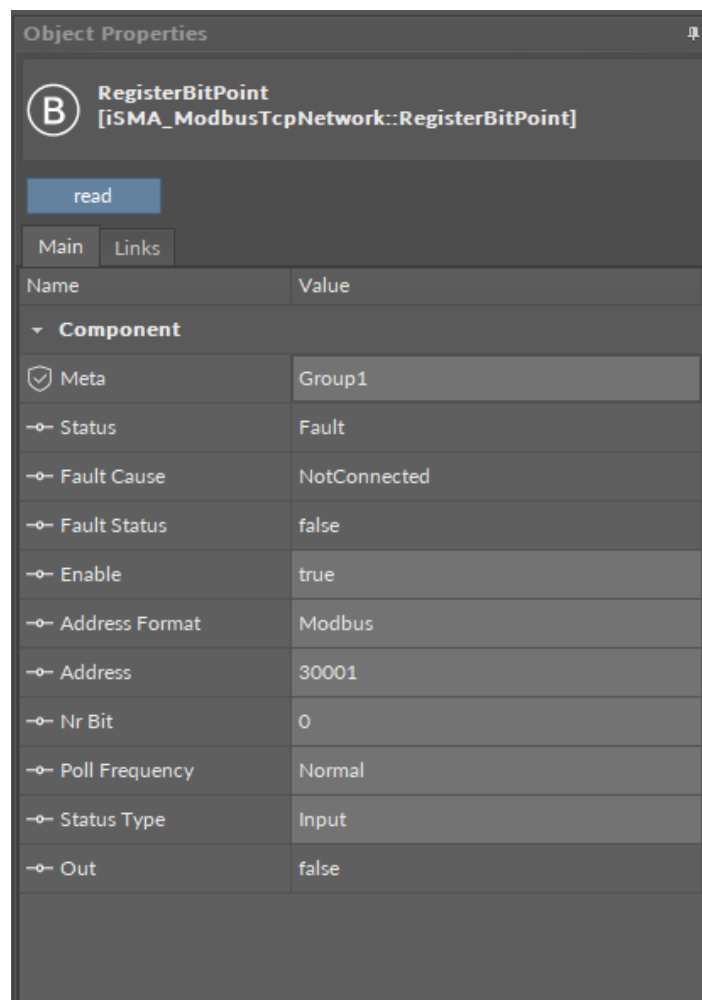 Object Properties
B
RegisterBitPoint
[iSMA_ModbusTcpNetwork::RegisterBitPoint]
read
Main Links
Name Value
Component
Meta Group1
Status Fault
Fault Cause NotConnected
Fault Status false
Enable true
Address Format Modbus
Address 30001
Nr Bit 0
Poll Frequency Normal
Status Type Input
Out false